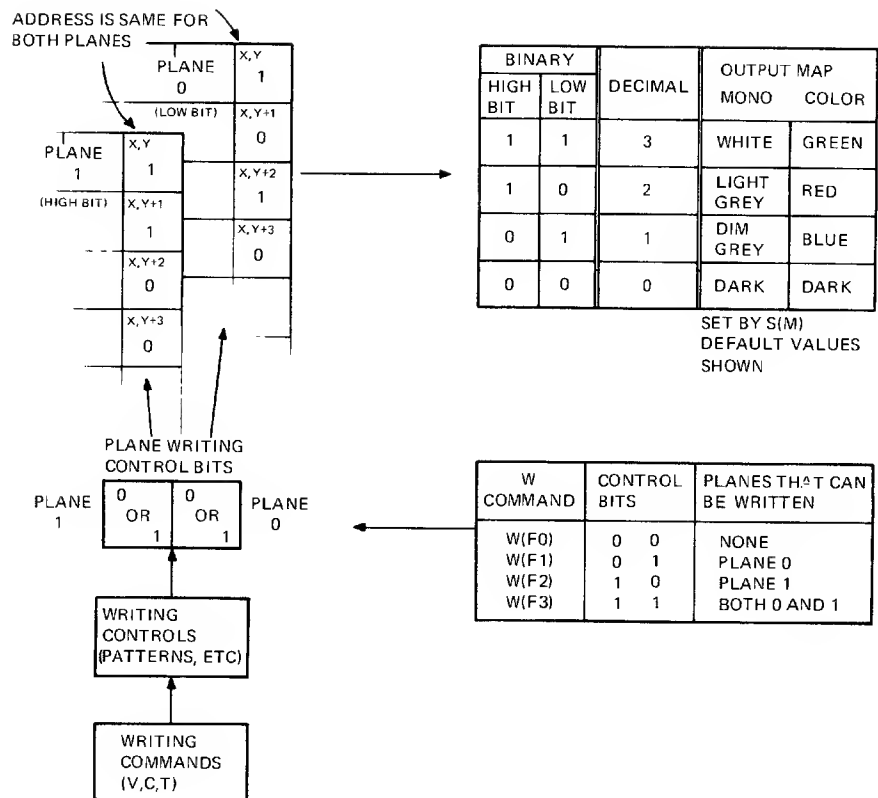 ADDRESS IS SAME FOR
BOTH PLANES
PLANE
0
(LOW BIT)
X,Y
1
X,Y+1
0
X,Y+2
1
X,Y+3
0
PLANE
1
(HIGH BIT)
X,Y
1
X,Y+1
1
X,Y+2
0
X,Y+3
0
BINARY
HIGH BIT
LOW BIT
DECIMAL
OUTPUT MAP
MONO COLOR
1 1 3 WHITE GREEN
1 0 2 LIGHT GREY RED
0 1 1 DIM GREY BLUE
0 0 0 DARK DARK
SET BY S(M)
DEFAULT VALUES
SHOWN
PLANE WRITING
CONTROL BITS
PLANE
1
0
OR
1
0
OR
1
PLANE
0
W
COMMAND
CONTROL
BITS
PLANES THAT CAN
BE WRITTEN
W(F0) 0 0 NONE
W(F1) 0 1 PLANE 0
W(F2) 1 0 PLANE 1
W(F3) 1 1 BOTH 0 AND 1
WRITING
CONTROLS
(PATTERNS, ETC)
WRITING
COMMANDS
(V,C,T)